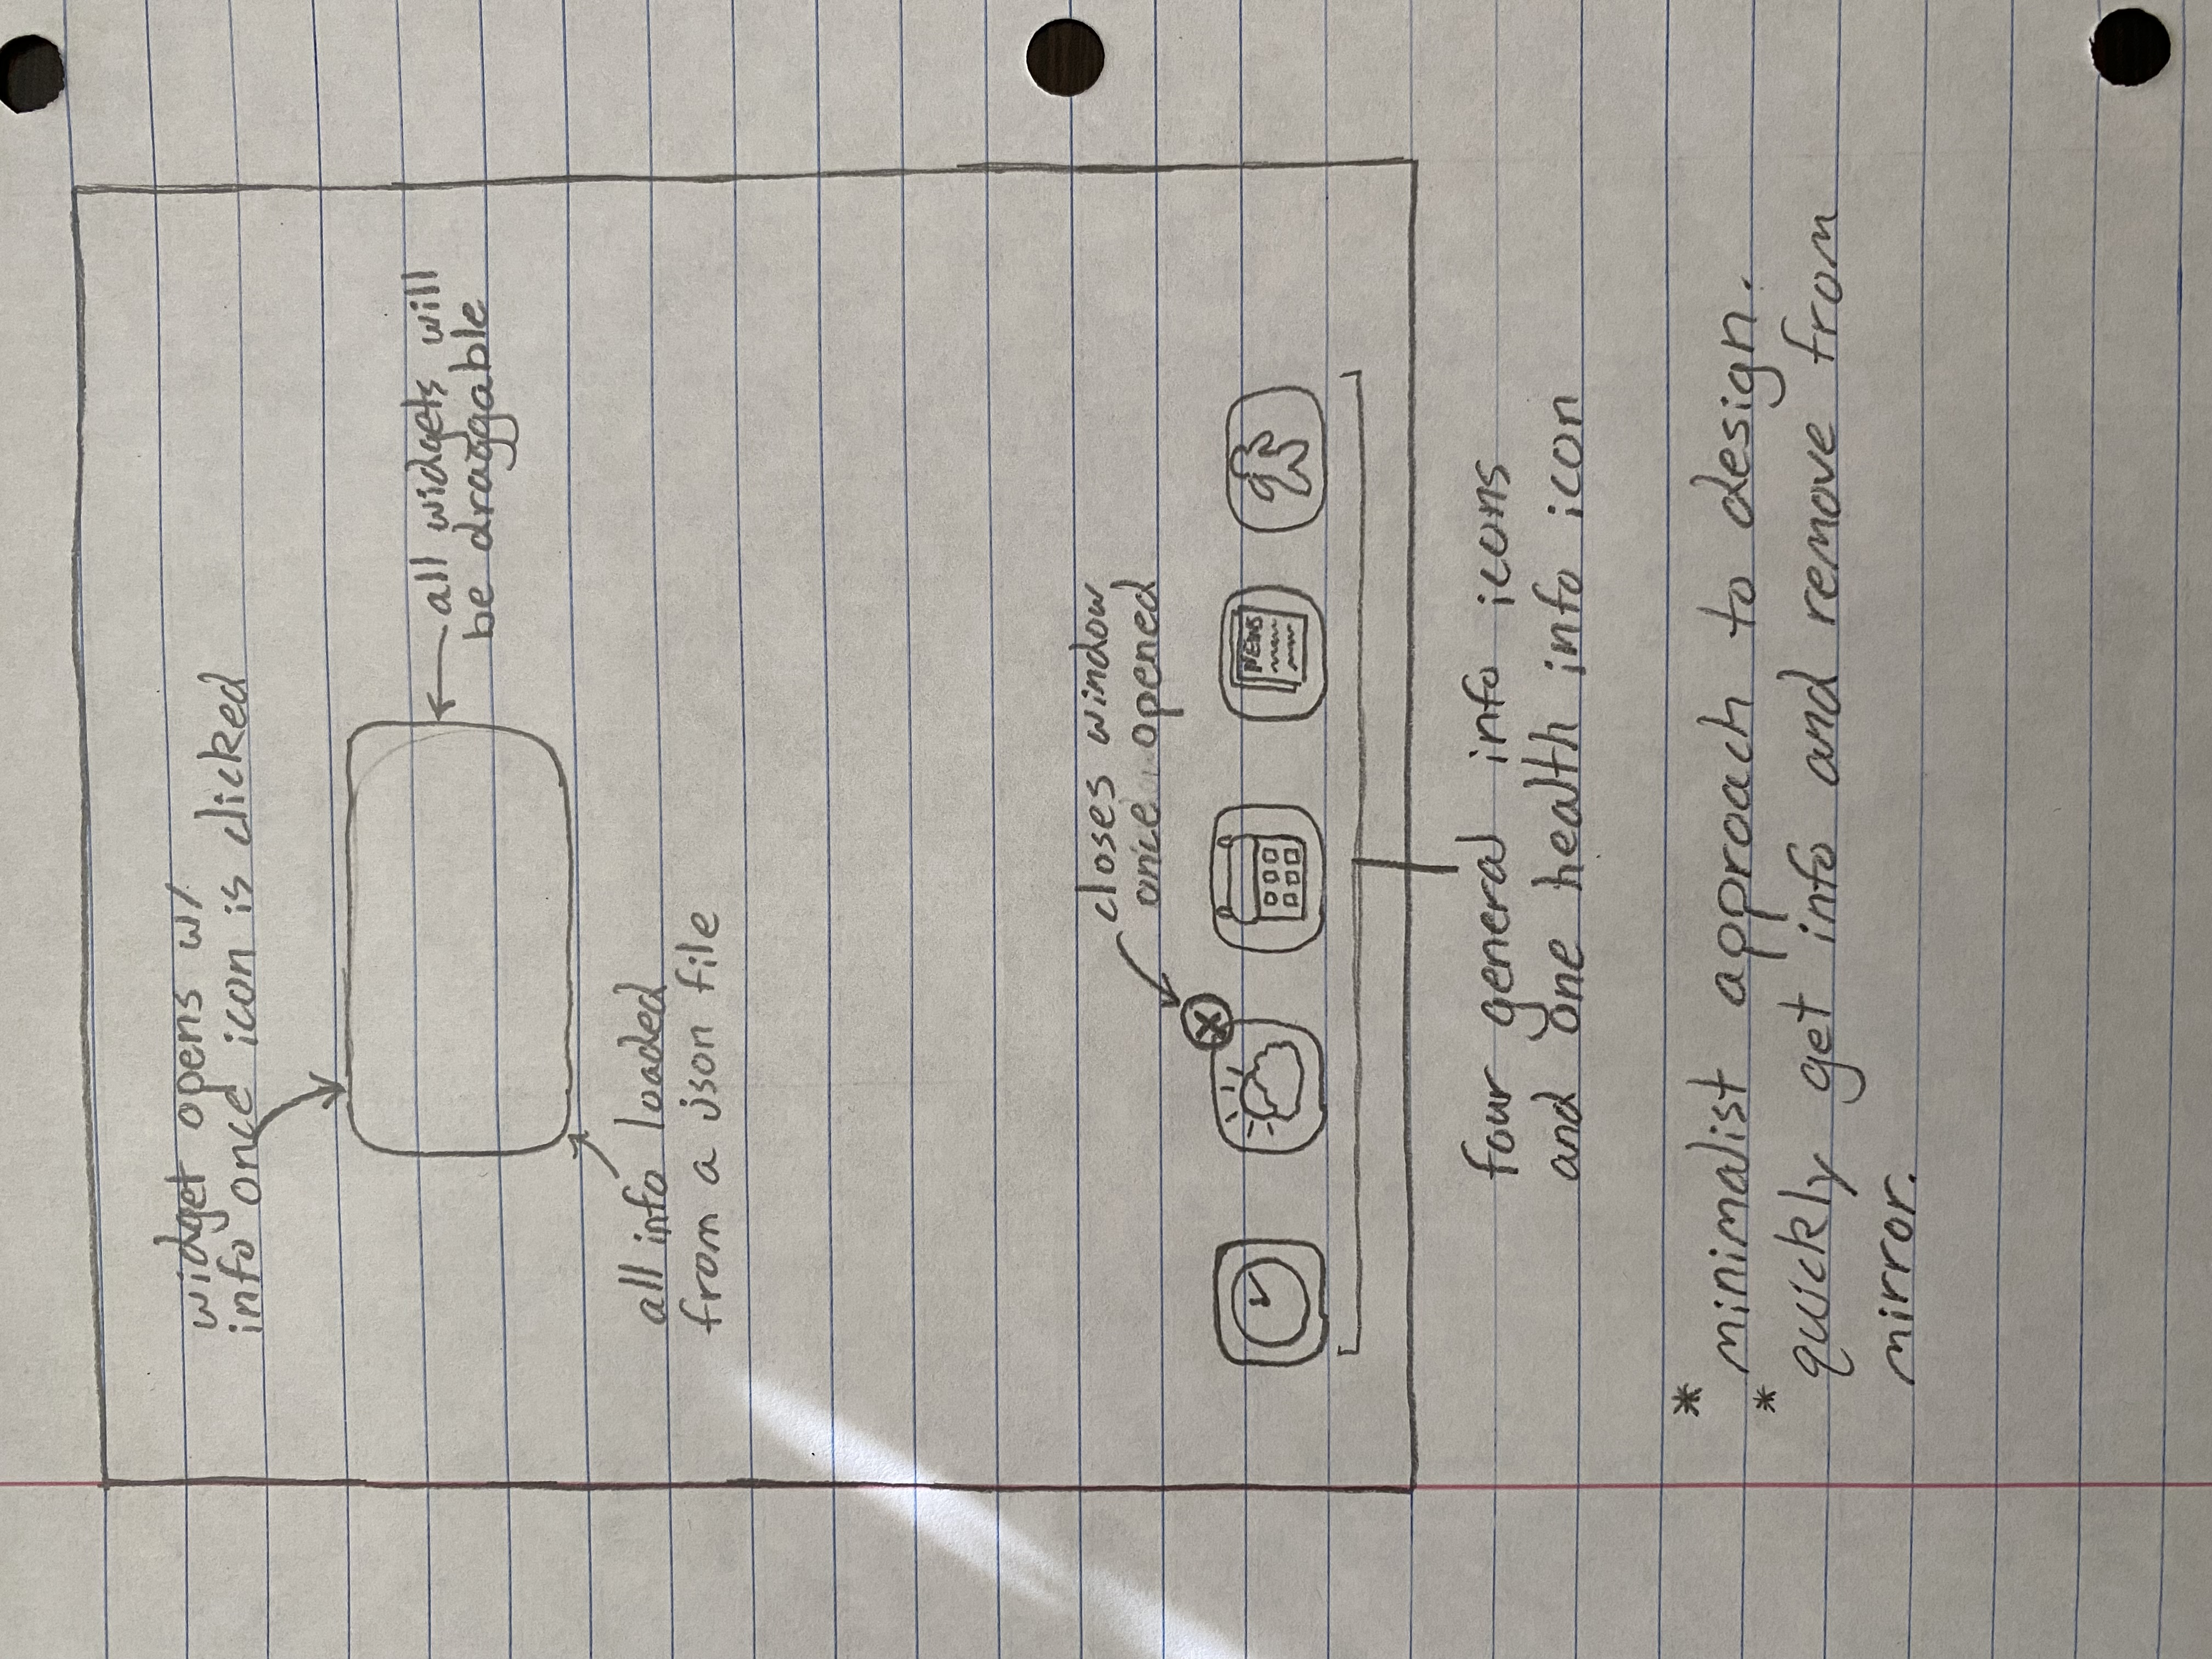 widget opens w/
info once icon is clicked
all widgets will
be draggable
all info loaded
from a json file
closes window
once opened
NEWS
four general info icons
and one health info icon
* minimalist approach to design.
* quickly get info and remove from
mirror.